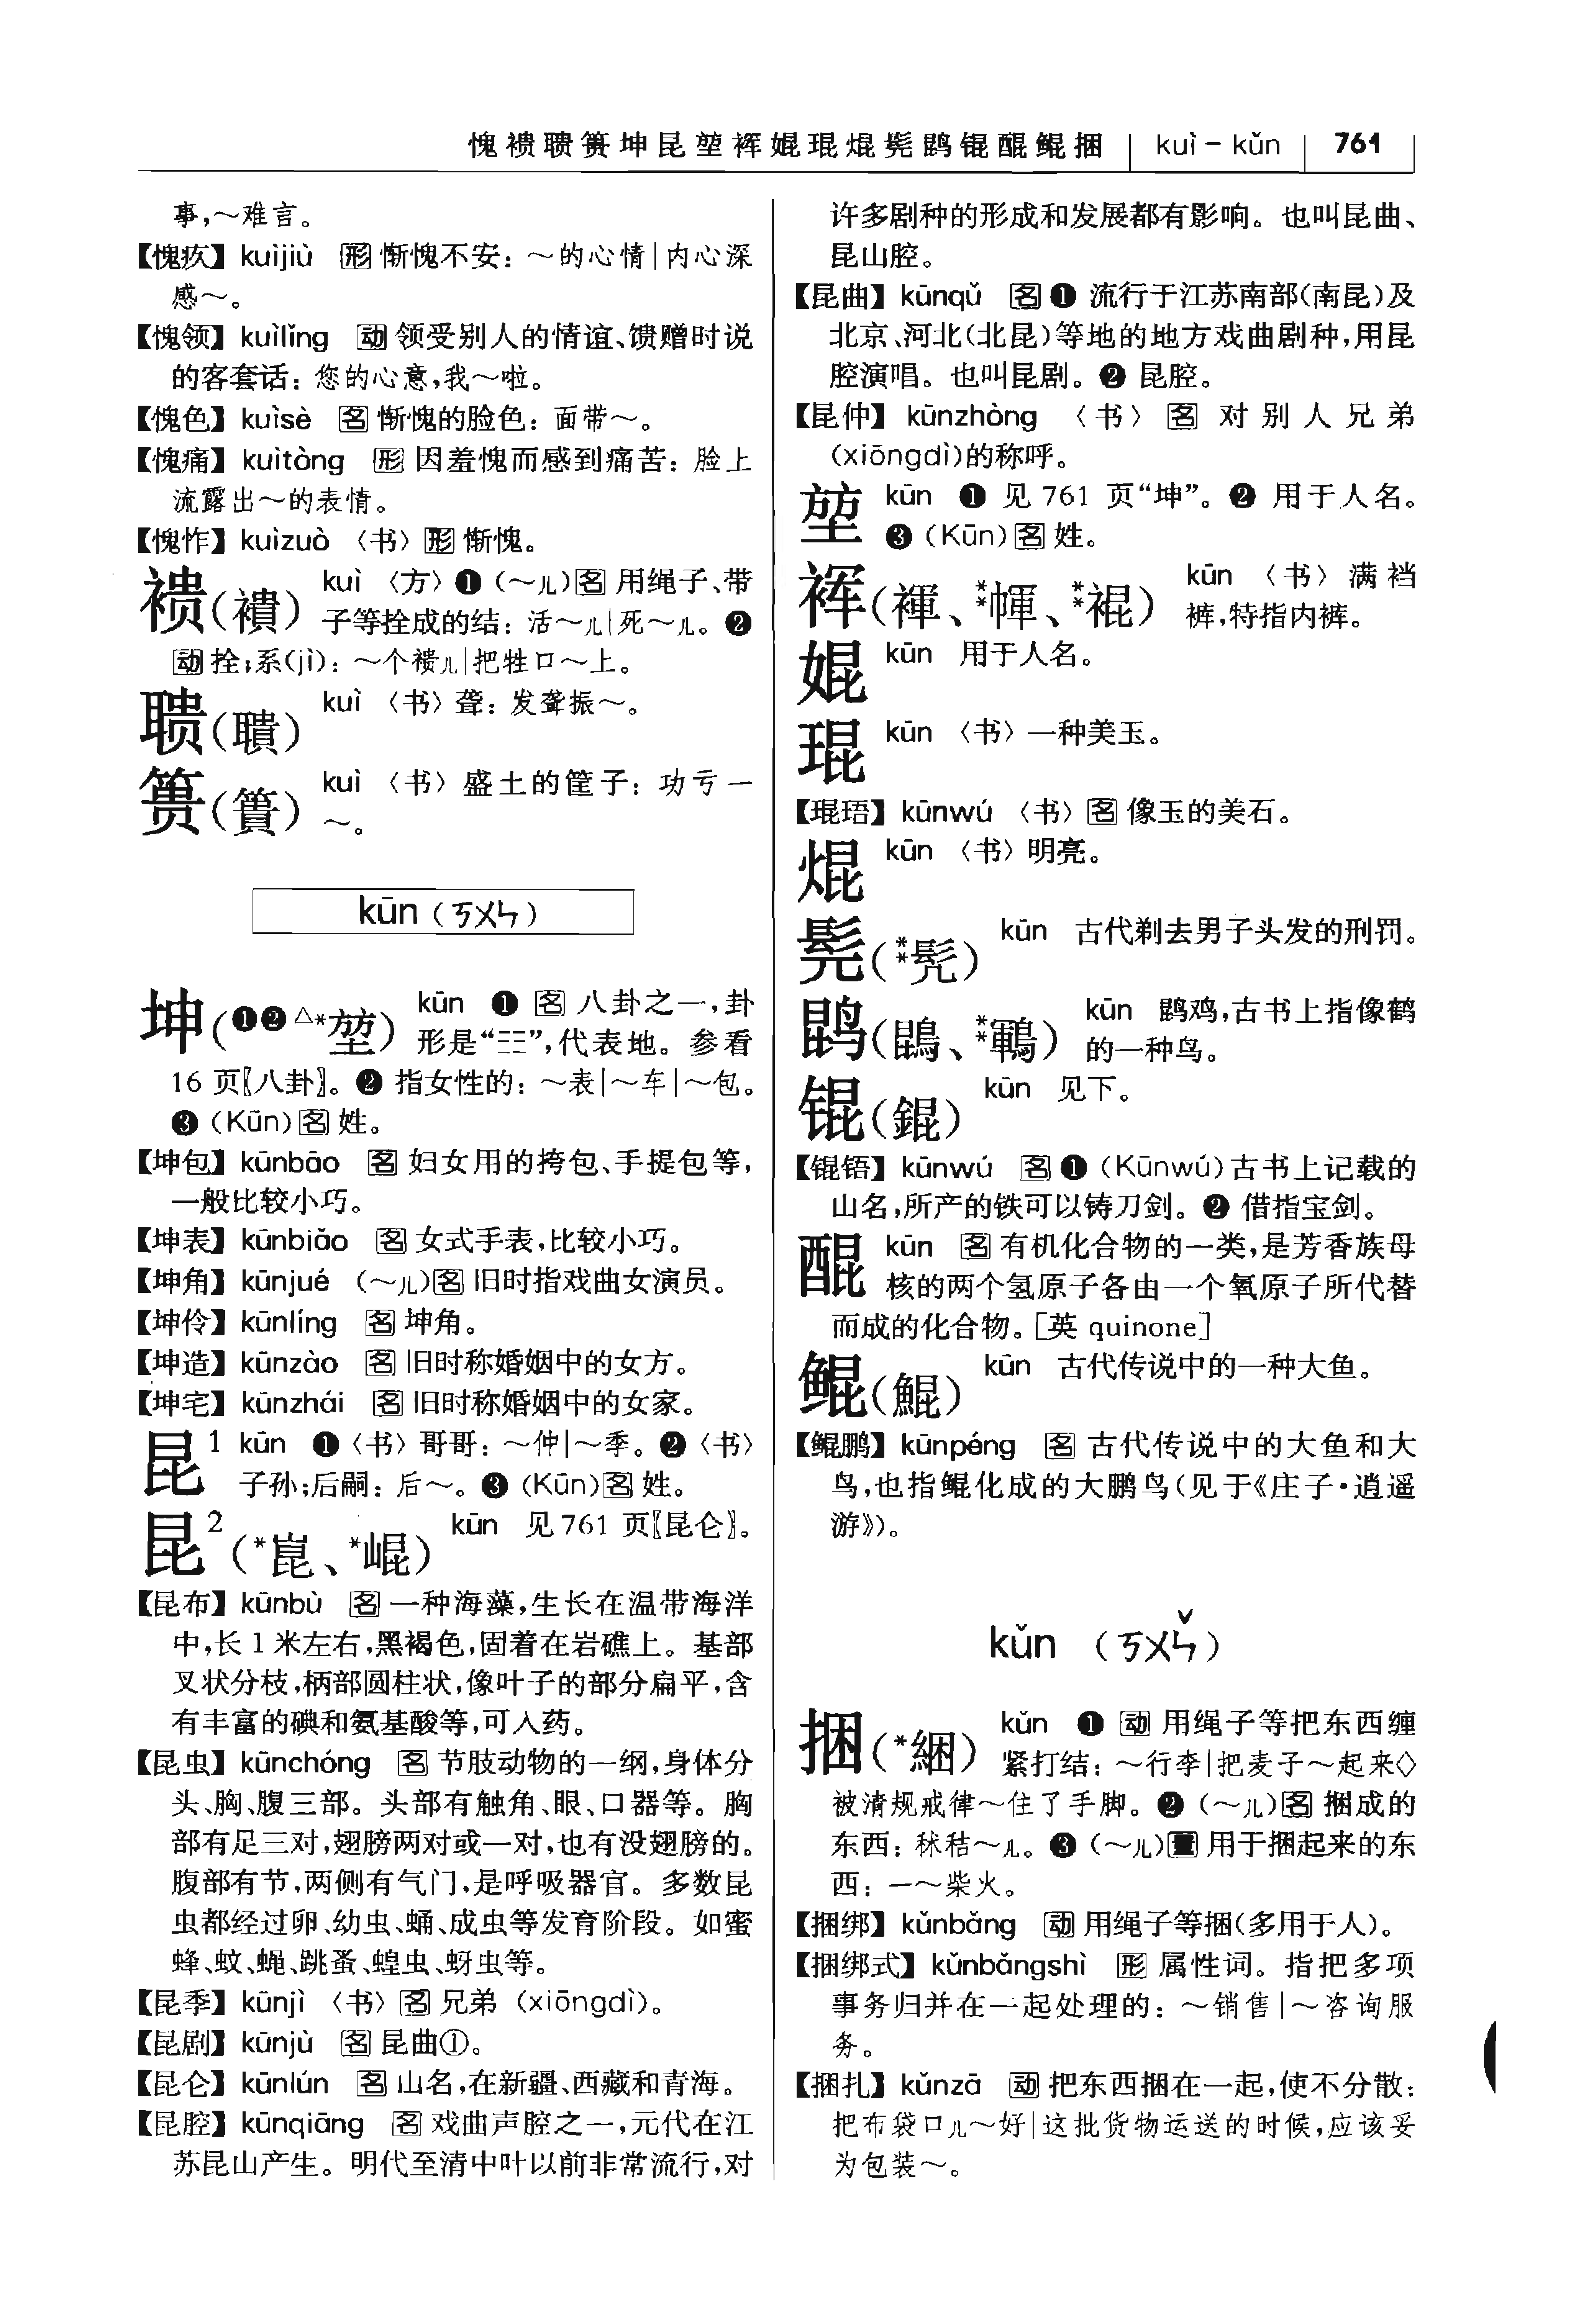 愧䙡聩篑坤昆堃裈婫琨焜髡鹍锟醌鲲捆 kuì－kǔn 761
事,～难言。
【愧疚】kuìjiù 形 惭愧不安：～的心情|内心深
感～。
【愧领】kuìlǐng 动 领受别人的情谊、馈赠时说
的客套话：您的心意,我～啦。
【愧色】kuìsè 名 惭愧的脸色：面带～。
【愧痛】kuìtòng 形 因羞愧而感到痛苦：脸上
流露出～的表情。
【愧怍】kuìzuò 〈书〉形 惭愧。
(襀) kuì 〈方〉❶(～儿)名 用绳子、带
子等拴成的结：活～儿|死～儿。❷
动 拴;系(jì)：～个儿|把牲口～上。
聩(聵) kuì 〈书〉聋：发聋振～。
篑(簣) kuì 〈书〉盛土的筐子：功亏一
～。
kūn (ㄎㄨㄣ)
坤(❶❷△*堃) kūn ❶ 名 八卦之一,卦
形是“☷”,代表地。参看
16 页〖八卦〗。❷ 指女性的：～表|～车|～包。
❸(Kūn)名 姓。
【坤包】kūnbāo 名 妇女用的挎包、手提包等,
一般比较小巧。
【坤表】kūnbiǎo 名 女式手表,比较小巧。
【坤角】kūnjué (～儿)名 旧时指戏曲女演员。
【坤伶】kūnlíng 名 坤角。
【坤造】kūnzào 名 旧时称婚姻中的女方。
【坤宅】kūnzhái 名 旧时称婚姻中的女家。
昆1 kūn ❶〈书〉哥哥：～仲|～季。❷〈书〉
子孙;后嗣：后～。❸(Kūn)名 姓。
昆2(*崑、*崐) kūn 见 761 页〖昆仑〗。
【昆布】kūnbù 名 一种海藻,生长在温带海洋
中,长 1 米左右,黑褐色,固着在岩礁上。基部
叉状分枝,柄部圆柱状,像叶子的部分扁平,含
有丰富的碘和氨基酸等,可入药。
【昆虫】kūnchóng 名 节肢动物的一纲,身体分
头、胸、腹三部。头部有触角、眼、口器等。胸
部有足三对,翅膀两对或一对,也有没翅膀的。
腹部有节,两侧有气门,是呼吸器官。多数昆
虫都经过卵、幼虫、蛹、成虫等发育阶段。如蜜
蜂、蚊、蝇、跳蚤、蝗虫、蚜虫等。
【昆季】kūnjì 〈书〉名 兄弟 (xiōngdì)。
【昆剧】kūnjù 名 昆曲①。
【昆仑】kūnlún 名 山名,在新疆、西藏和青海。
【昆腔】kūnqiāng 名 戏曲声腔之一,元代在江
苏昆山产生。明代至清中叶以前非常流行,对
许多剧种的形成和发展都有影响。也叫昆曲、
昆山腔。
【昆曲】kūnqǔ 名 ❶ 流行于江苏南部(南昆)及
北京、河北(北昆)等地的地方戏曲剧种,用昆
腔演唱。也叫昆剧。❷ 昆腔。
【昆仲】kūnzhòng 〈书〉名 对别人兄弟
(xiōngdì)的称呼。
堃 kūn ❶ 见 761 页“坤”。❷ 用于人名。
❸(Kūn)名 姓。
裈(褌、**㡓、**裩) kūn 〈书〉满裆
裤,特指内裤。
婫 kūn 用于人名。
琨 kūn 〈书〉一种美玉。
【琨珸】kūnwú 〈书〉名 像玉的美石。
焜 kūn 〈书〉明亮。
髡(**髠) kūn 古代剃去男子头发的刑罚。
鹍(鵾、**鶤) kūn 鹍鸡,古书上指像鹤
的一种鸟。
锟(錕) kūn 见下。
【锟铻】kūnwú 名 ❶(Kūnwú)古书上记载的
山名,所产的铁可以铸刀剑。❷ 借指宝剑。
醌 kūn 名 有机化合物的一类,是芳香族母
核的两个氢原子各由一个氧原子所代替
而成的化合物。[英 quinone]
鲲(鯤) kūn 古代传说中的一种大鱼。
【鲲鹏】kūnpéng 名 古代传说中的大鱼和大
鸟,也指鲲化成的大鹏鸟(见于《庄子·逍遥
游》)。
kǔn (ㄎㄨㄣˇ)
捆(*綑) kǔn ❶ 动 用绳子等把东西缠
紧打结：～行李|把麦子～起来◇
被清规戒律～住了手脚。❷(～儿)名 捆成的
东西：秫秸～儿。❸(～儿)量 用于捆起来的东
西：一～柴火。
【捆绑】kǔnbǎng 动 用绳子等捆(多用于人)。
【捆绑式】kǔnbǎngshì 形 属性词。指把多项
事务归并在一起处理的：～销售|～咨询服
务。
【捆扎】kǔnzā 动 把东西捆在一起,使不分散：
把布袋口儿～好|这批货物运送的时候,应该妥
为包装～。